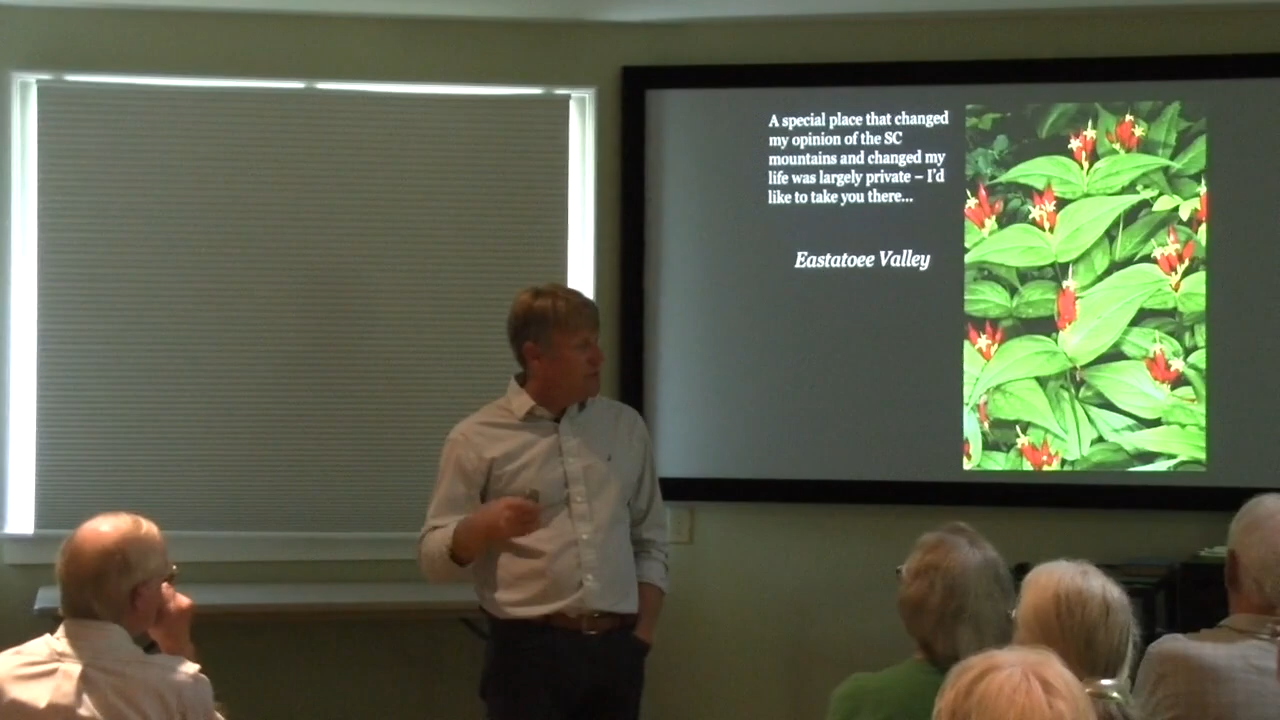 A special place that changed
my opinion of the SC
mountains and changed my
life was largely private – I'd
like to take you there...
Eastatoee Valley